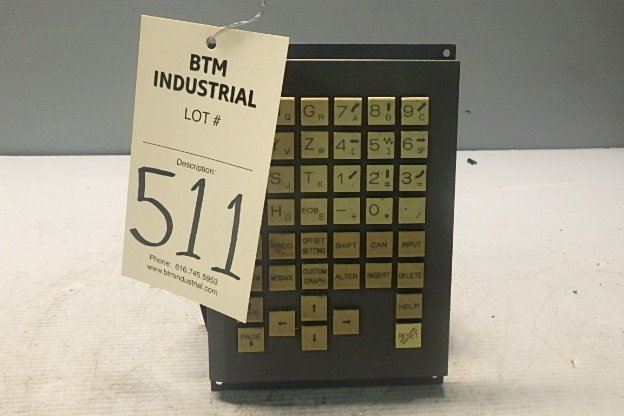 BTM
INDUSTRIAL
LOT #
Description:
511
Phone: 616.745.5953
www.btmindustrial.com
Q G R 7 A 8 B 9 C
V Z W 4 [ 5 ] 6 SP
S J T K 1 , 2 # 3 =
H D EOB E - + 0 * . /
PROG OFFSET SETTING SHIFT CAN INPUT
MESSAGE CUSTOM GRAPH ALTER INSERT DELETE
↑ HELP
← →
PAGE ↓ ↓ RESET